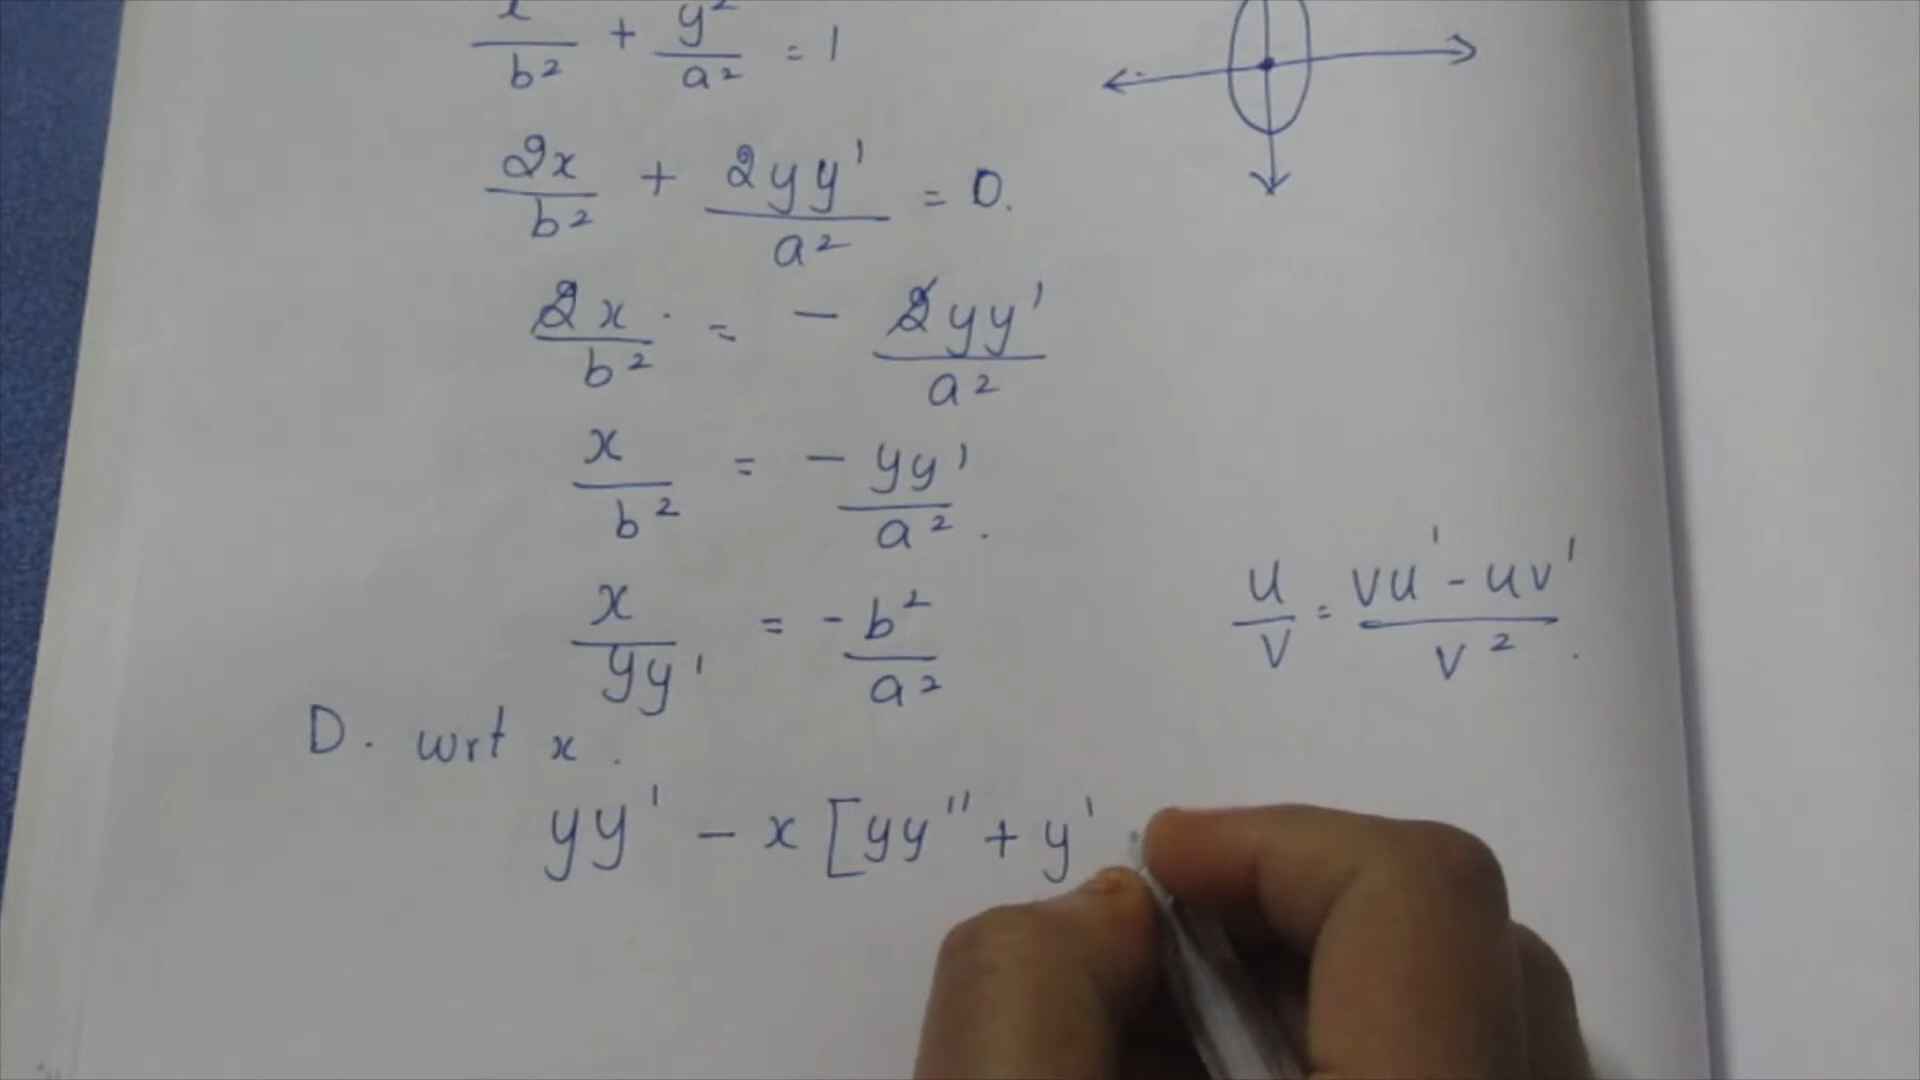 x/b² + y²/a² = 1
2x/b² + 2yy'/a² = 0.
2x/b² = - 2yy'/a²
x/b² = - yy'/a².
x/yy' = - b²/a²
u/v = vu' - uv'/v².
D. wrt x.
yy' - x [yy'' + y'